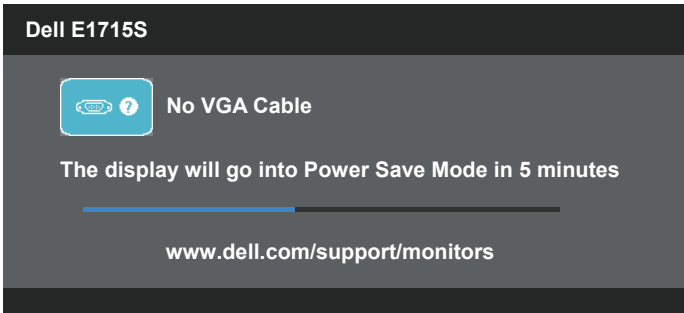 Dell E1715S
No VGA Cable
The display will go into Power Save Mode in 5 minutes
www.dell.com/support/monitors